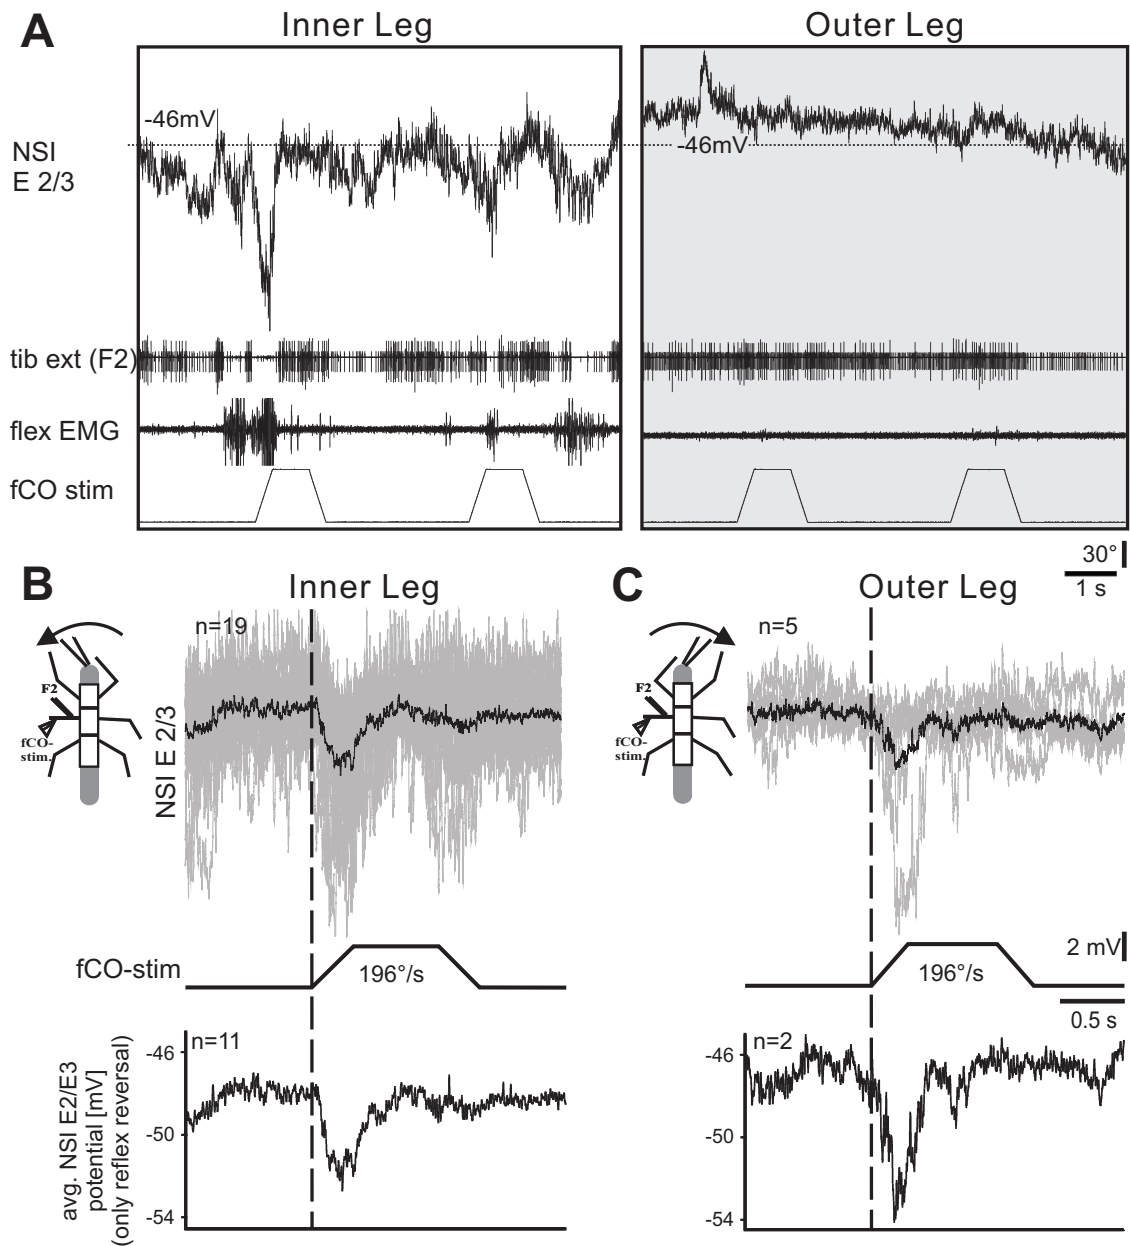 A
Inner Leg
Outer Leg
-46mV
-46mV
NSI
E 2/3
tib ext (F2)
flex EMG
fCO stim
30°
1 s
B
Inner Leg
C
Outer Leg
n=19
n=5
F2
fCO-
stim.
F2
fCO-
stim.
NSI E 2/3
fCO-stim
196°/s
196°/s
2 mV
0.5 s
avg. NSI E2/E3
potential [mV]
(only reflex reversal)
n=11
-46
-50
-54
n=2
-46
-50
-54